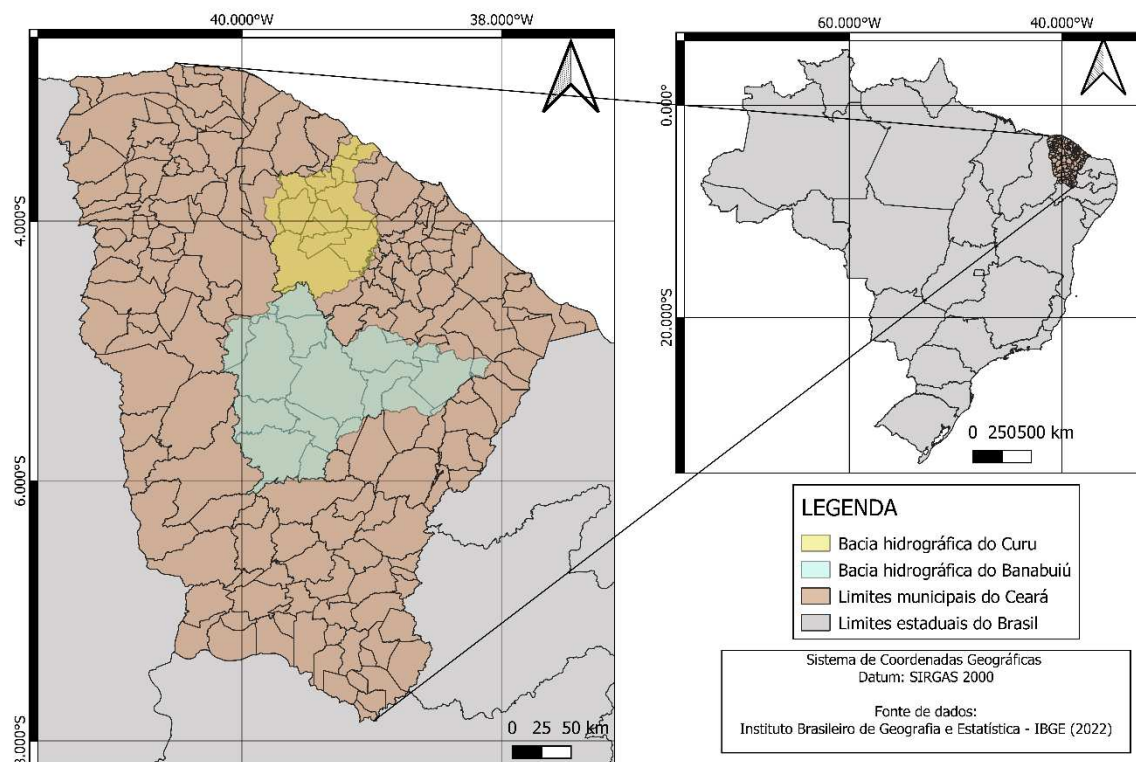 40.000°W
38.000°W
4.000°S
6.000°S
8.000°S
0 25 50 km
60.000°W
40.000°W
0.000°
20.000°S
0 250500 km
LEGENDA
Bacia hidrográfica do Curu
Bacia hidrográfica do Banabuiú
Limites municipais do Ceará
Limites estaduais do Brasil
Sistema de Coordenadas Geográficas
Datum: SIRGAS 2000
Fonte de dados:
Instituto Brasileiro de Geografia e Estatística - IBGE (2022)